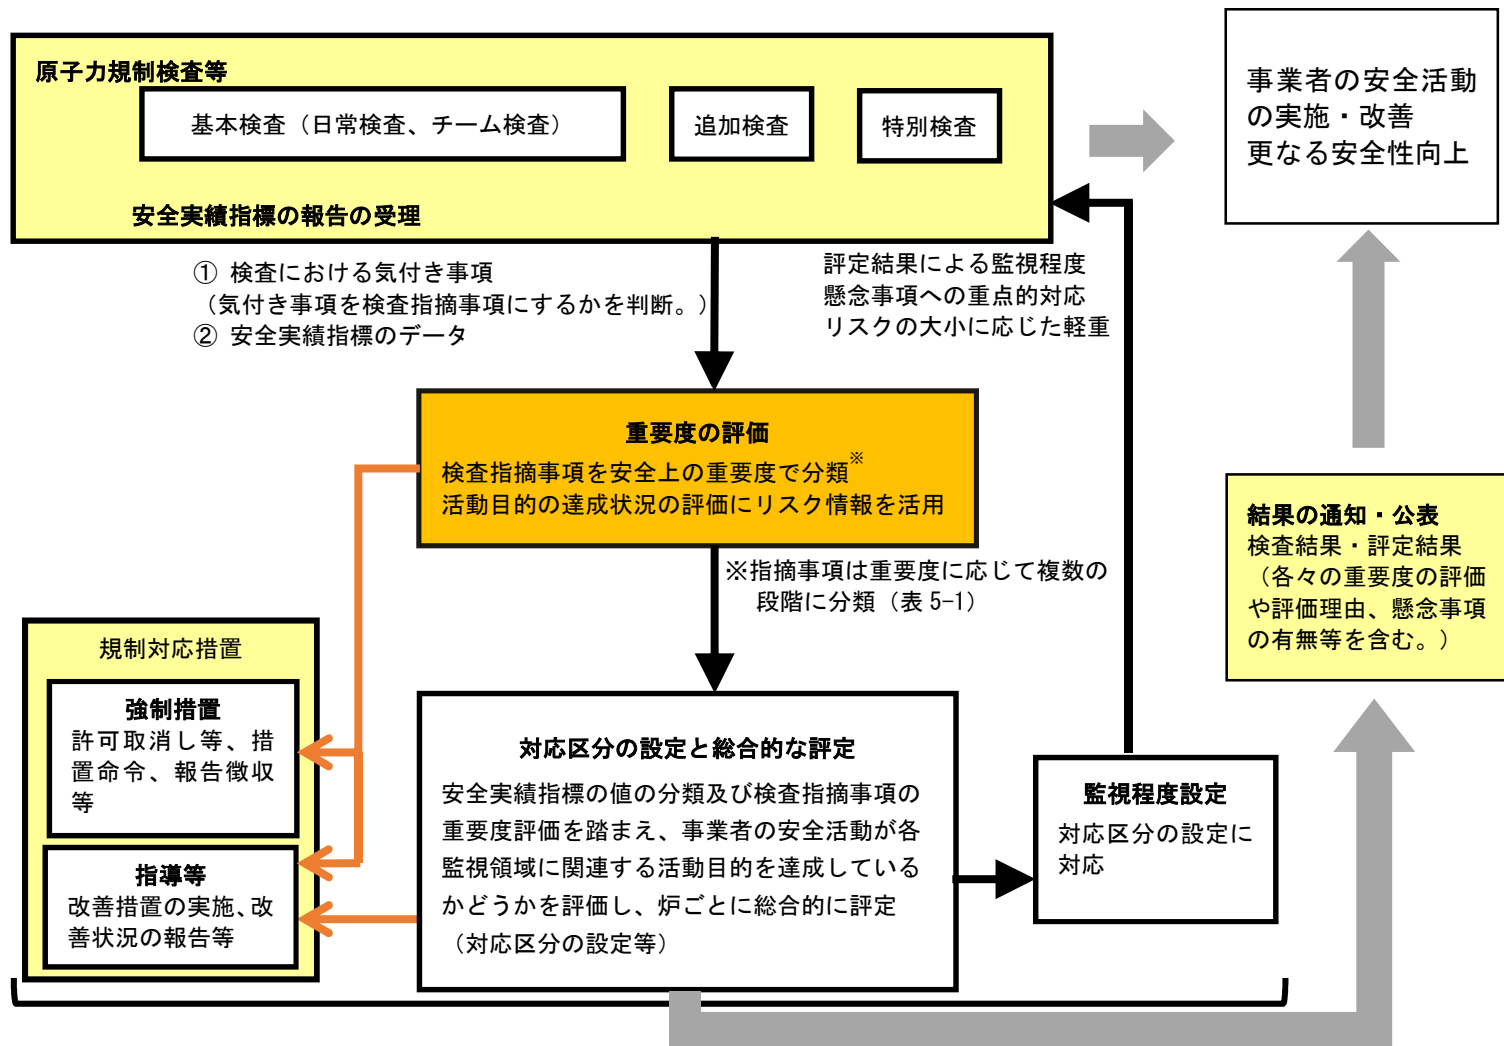 原子力規制検査等
基本検査（日常検査、チーム検査）
追加検査
特別検査
安全実績指標の報告の受理
事業者の安全活動
の実施・改善
更なる安全性向上
① 検査における気付き事項
（気付き事項を検査指摘事項にするかを判断。）
② 安全実績指標のデータ
評定結果による監視程度
懸念事項への重点的対応
リスクの大小に応じた軽重
重要度の評価
検査指摘事項を安全上の重要度で分類※
活動目的の達成状況の評価にリスク情報を活用
※指摘事項は重要度に応じて複数の
段階に分類（表 5-1）
結果の通知・公表
検査結果・評定結果
（各々の重要度の評価
や評価理由、懸念事項
の有無等を含む。）
規制対応措置
強制措置
許可取消し等、措
置命令、報告徴収
等
指導等
改善措置の実施、改
善状況の報告等
対応区分の設定と総合的な評定
安全実績指標の値の分類及び検査指摘事項の
重要度評価を踏まえ、事業者の安全活動が各
監視領域に関連する活動目的を達成している
かどうかを評価し、炉ごとに総合的に評定
（対応区分の設定等）
監視程度設定
対応区分の設定に
対応